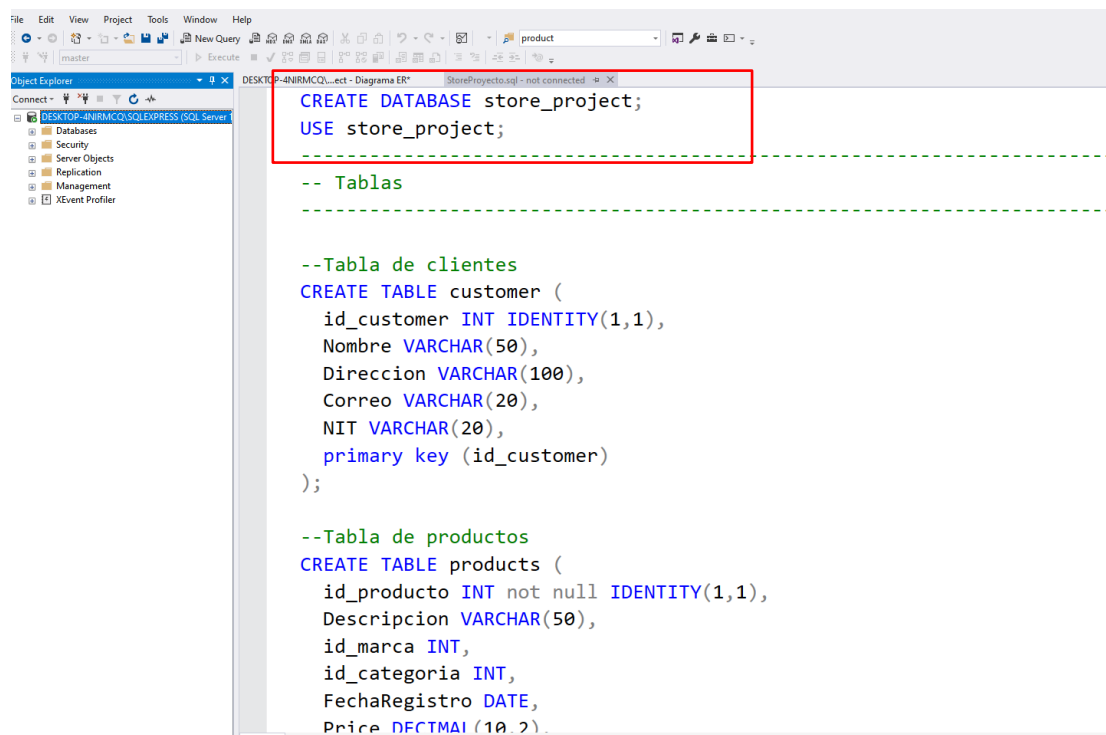 File Edit View Project Tools Window Help
New Query product
master Execute
Object Explorer
DESKTOP-4NIRMCQ\...ect - Diagrama ER* StoreProyecto.sql - not connected
Connect
DESKTOP-4NIRMCQ\SQLEXPRESS (SQL Server 1
Databases
Security
Server Objects
Replication
Management
XEvent Profiler
CREATE DATABASE store_project;
USE store_project;
-----------------------------------------------------------------------
-- Tablas
-----------------------------------------------------------------------
--Tabla de clientes
CREATE TABLE customer (
id_customer INT IDENTITY(1,1),
Nombre VARCHAR(50),
Direccion VARCHAR(100),
Correo VARCHAR(20),
NIT VARCHAR(20),
primary key (id_customer)
);
--Tabla de productos
CREATE TABLE products (
id_producto INT not null IDENTITY(1,1),
Descripcion VARCHAR(50),
id_marca INT,
id_categoria INT,
FechaRegistro DATE,
Price DECIMAL(10,2),